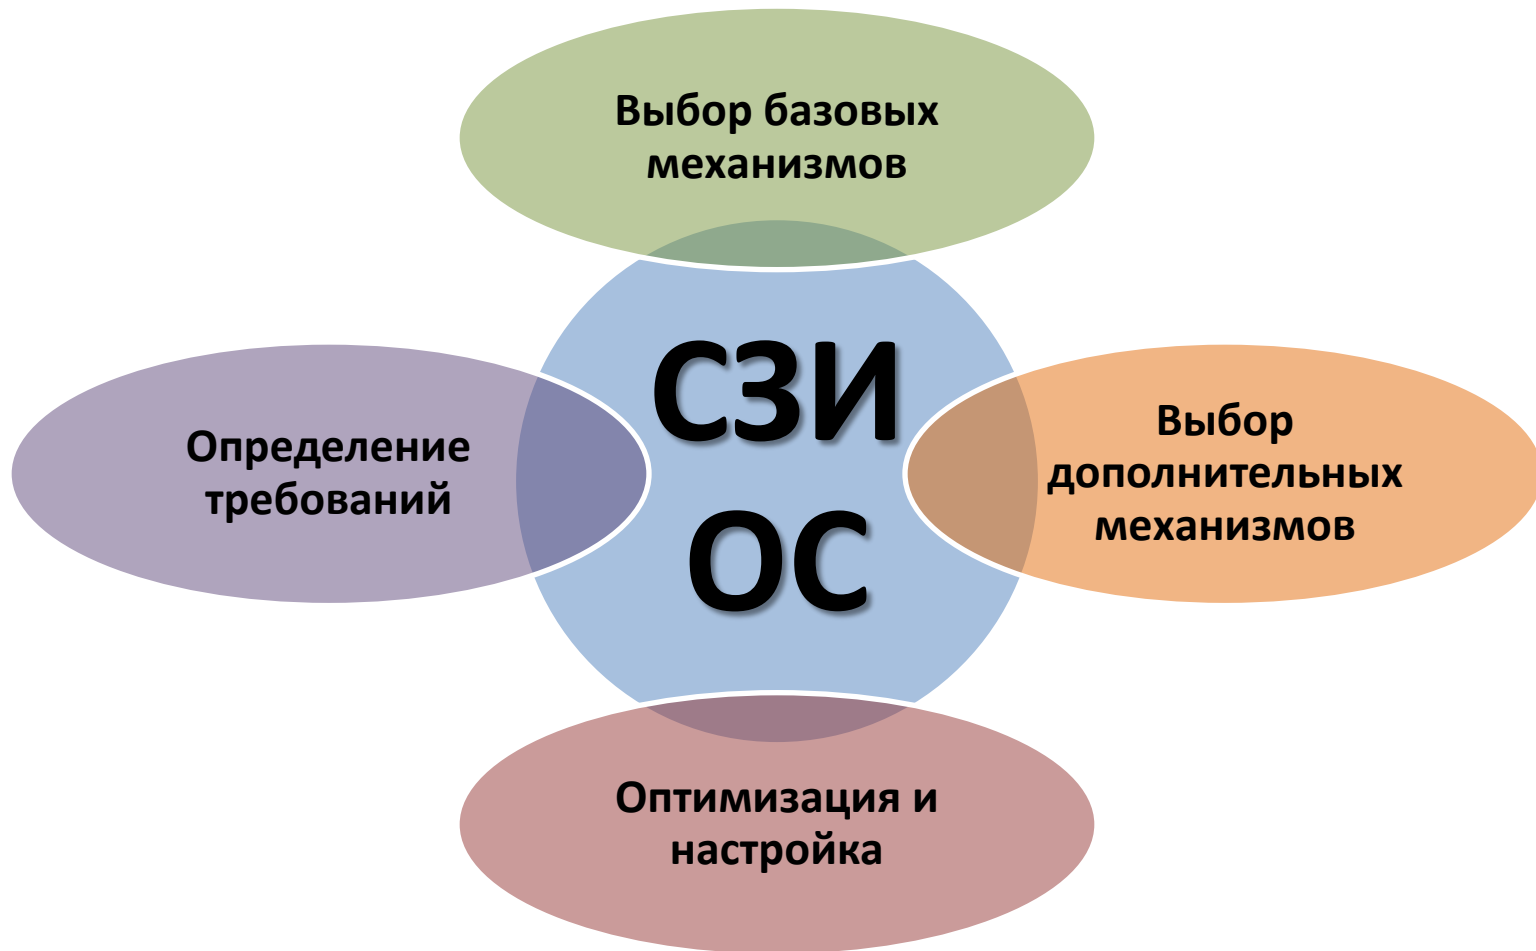 Выбор базовых
механизмов
СЗИ
ОС
Определение
требований
Выбор
дополнительных
механизмов
Оптимизация и
настройка